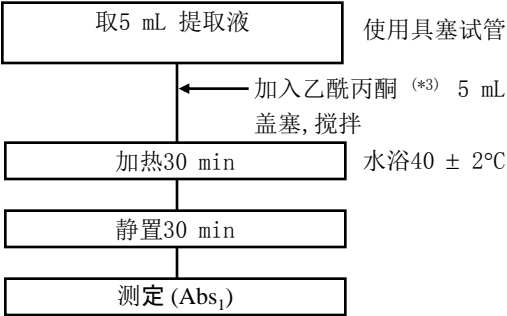 取5 mL 提取液
使用具塞试管
加入乙酰丙酮 (*3) 5 mL
盖塞,搅拌
加热30 min
水浴40 ± 2°C
静置30 min
测定 (Abs1)